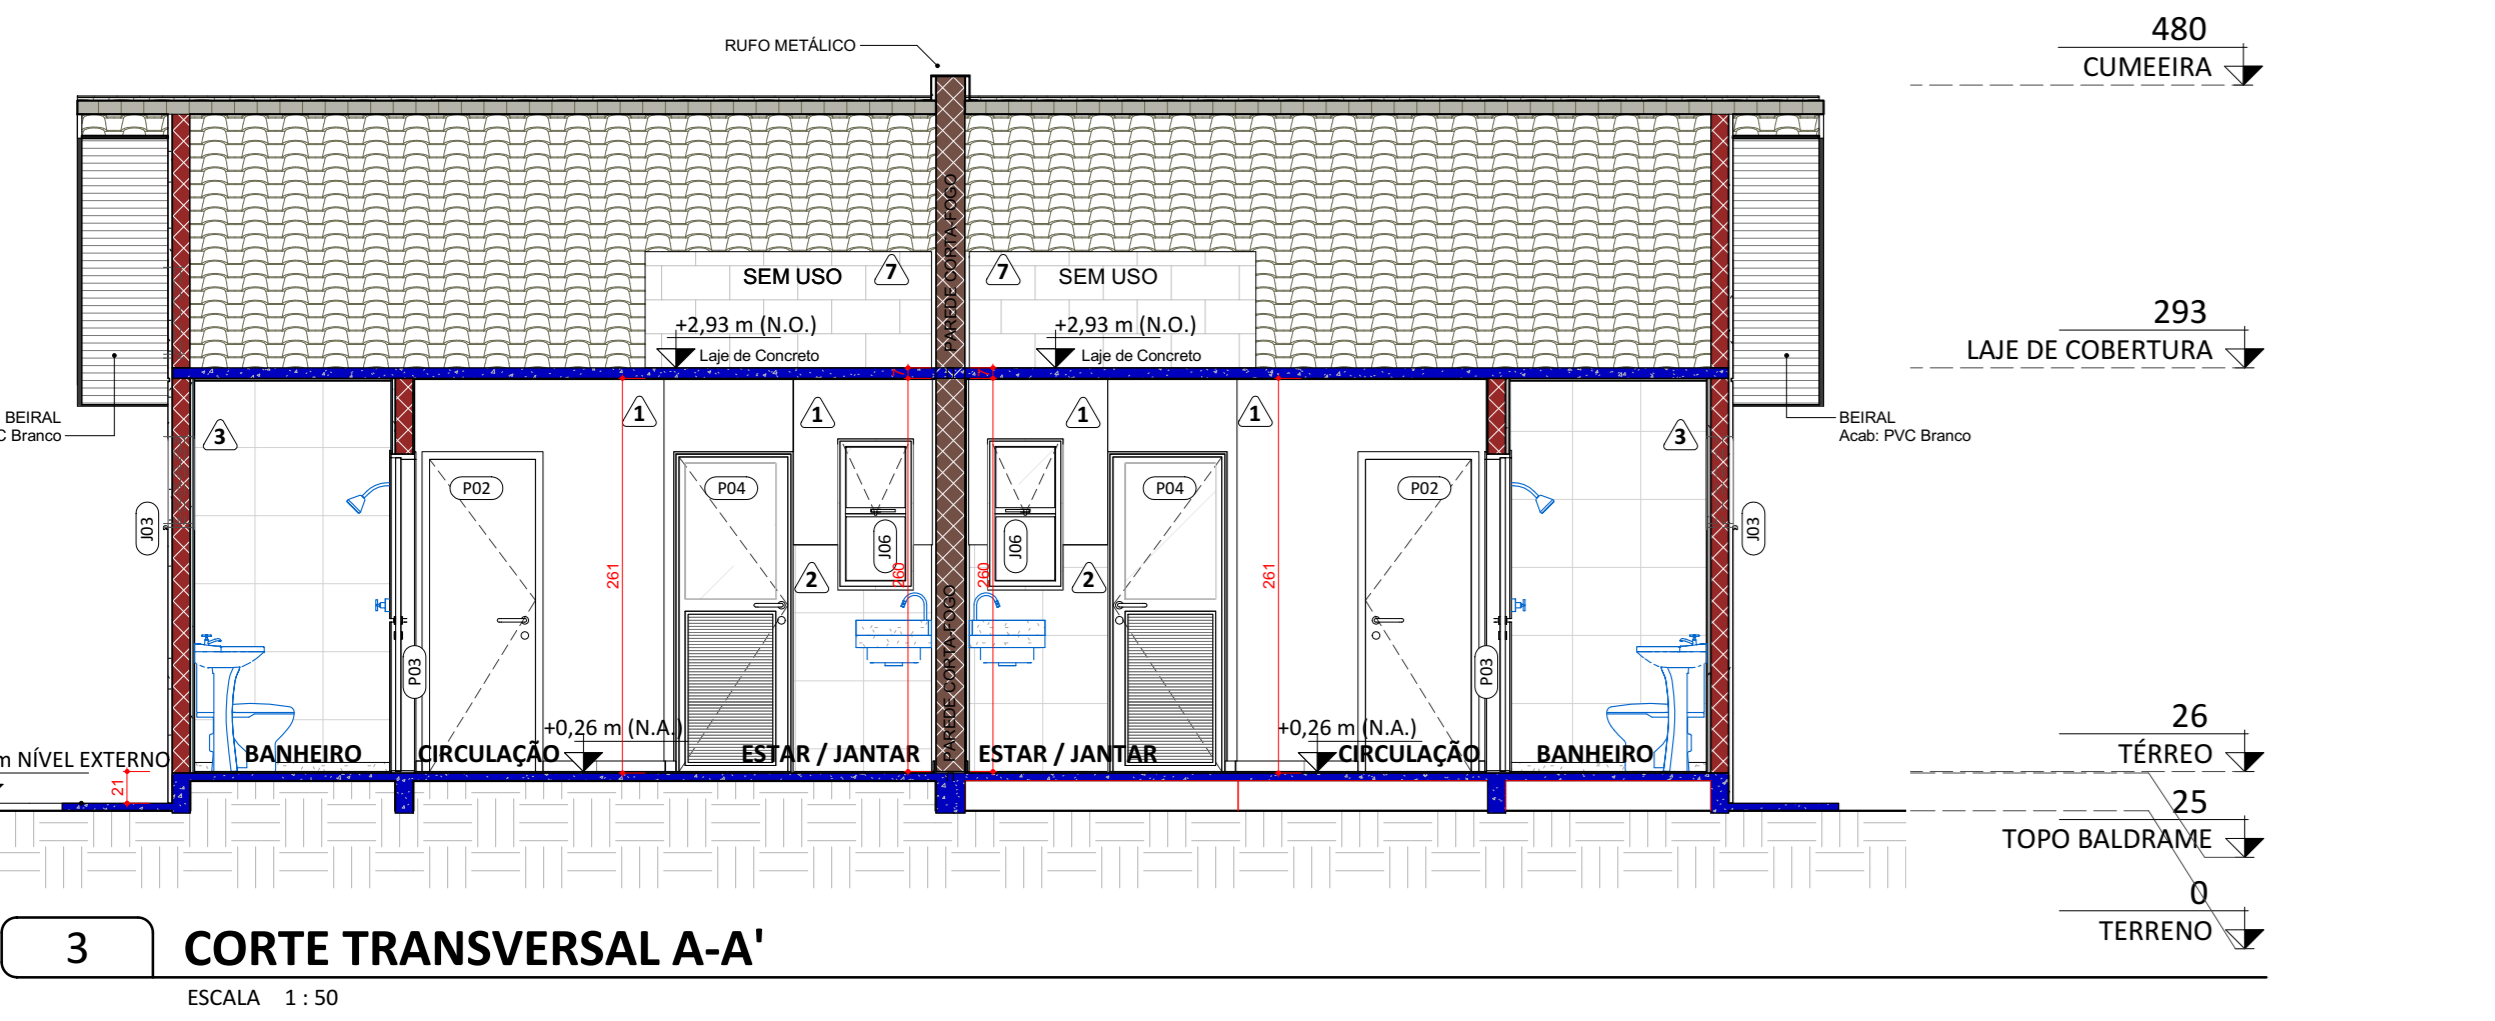 RUFO METÁLICO
480
CUMEEIRA
PAREDE CORTA-FOGO
SEM USO
7
7
SEM USO
+2,93 m (N.O.)
+2,93 m (N.O.)
Laje de Concreto
Laje de Concreto
293
LAJE DE COBERTURA
7
7
BEIRAL
C Branco
BEIRAL
Acab: PVC Branco
3
1
1
1
1
3
P02
P04
P04
P02
J03
J06
J06
J03
261
260
260
261
2
2
PAREDE CORTA-FOGO
P03
P03
+0,26 m (N.A.)
+0,26 m (N.A.)
m NÍVEL EXTERNO
BANHEIRO
CIRCULAÇÃO
ESTAR / JANTAR
ESTAR / JANTAR
CIRCULAÇÃO
BANHEIRO
26
TÉRREO
21
25
TOPO BALDRAME
0
TERRENO
3
CORTE TRANSVERSAL A-A'
ESCALA 1 : 50